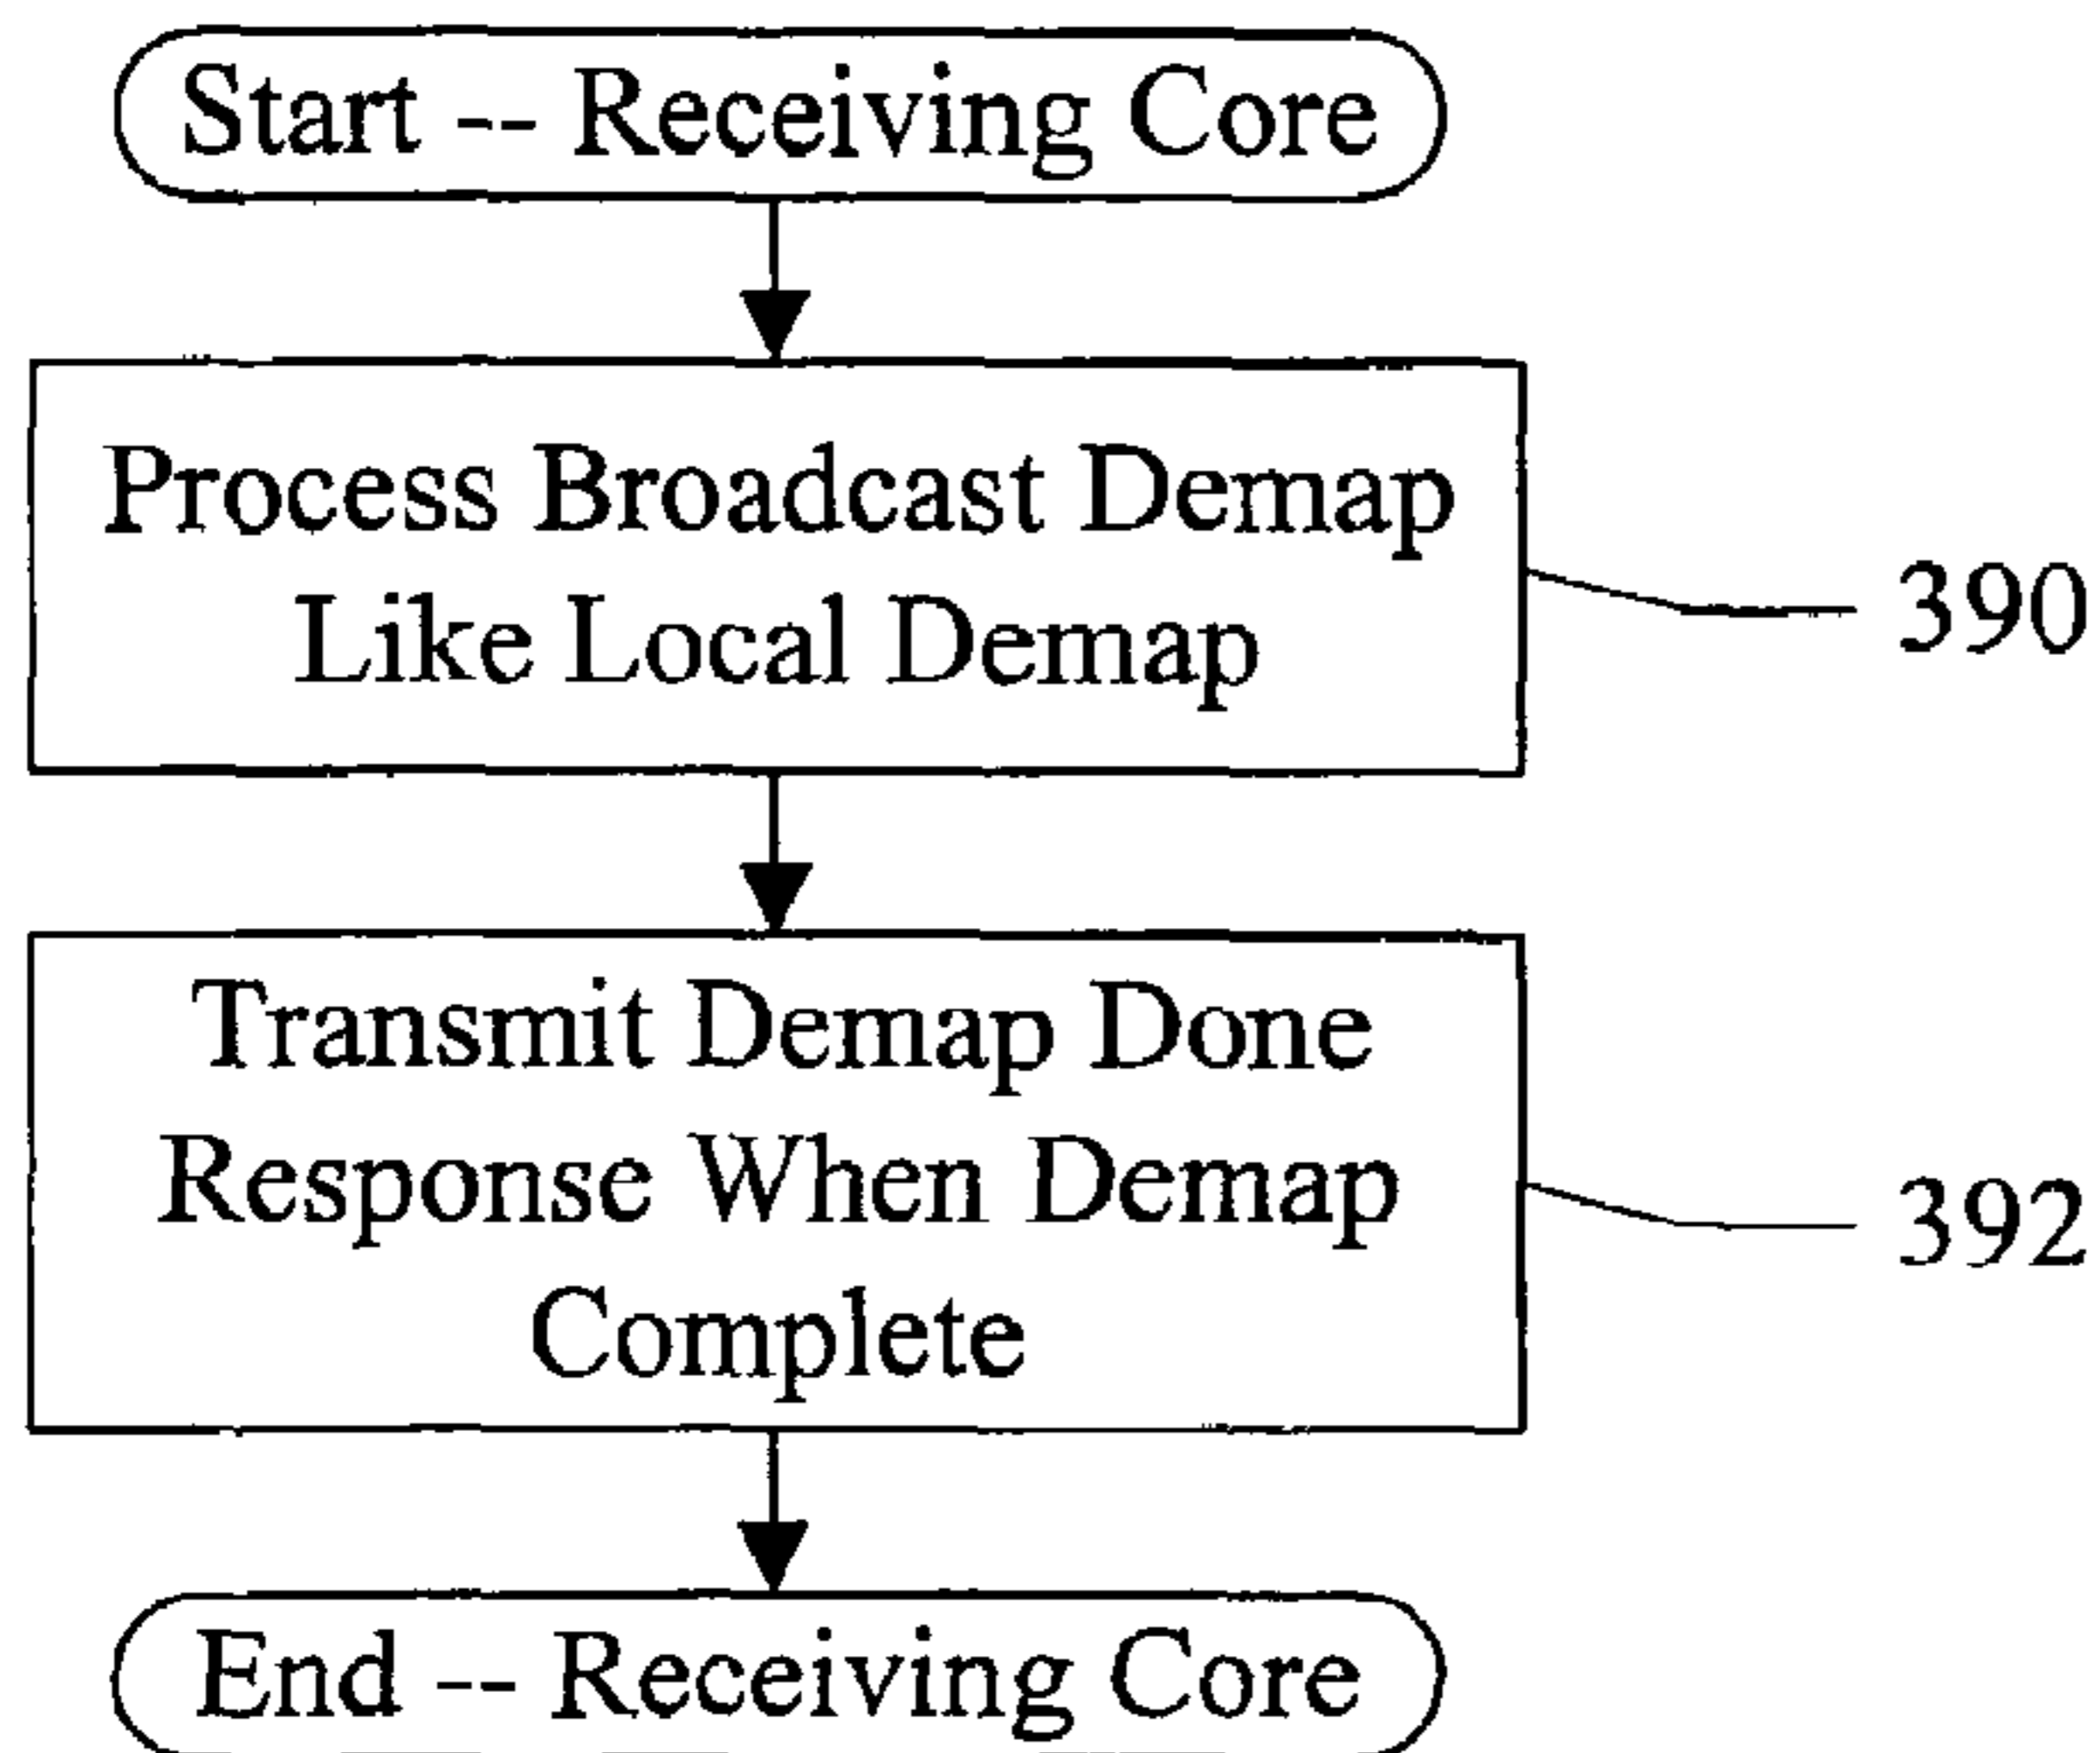 Start -- Receiving Core
Process Broadcast Demap
Like Local Demap
390
Transmit Demap Done
Response When Demap
Complete
392
End -- Receiving Core